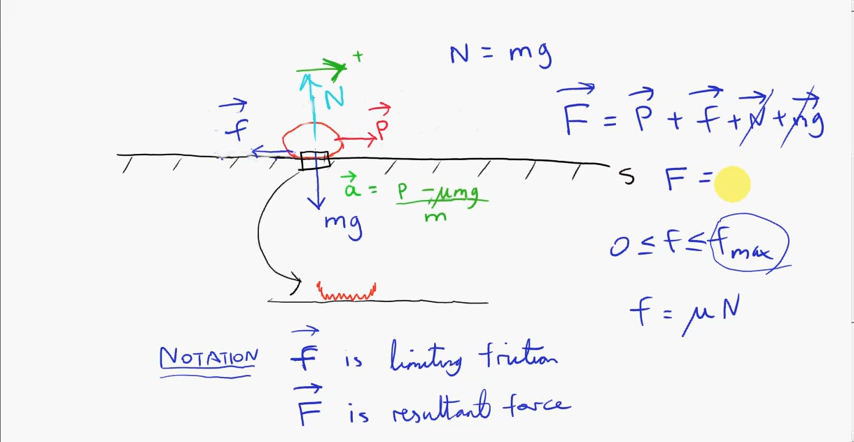 +
N = mg
N
f
P
F = P + f + N + mg
a = P - μmg / m
S F =
mg
0 ≤ f ≤ fmax
f = μN
NOTATION f is limiting friction
F is resultant force